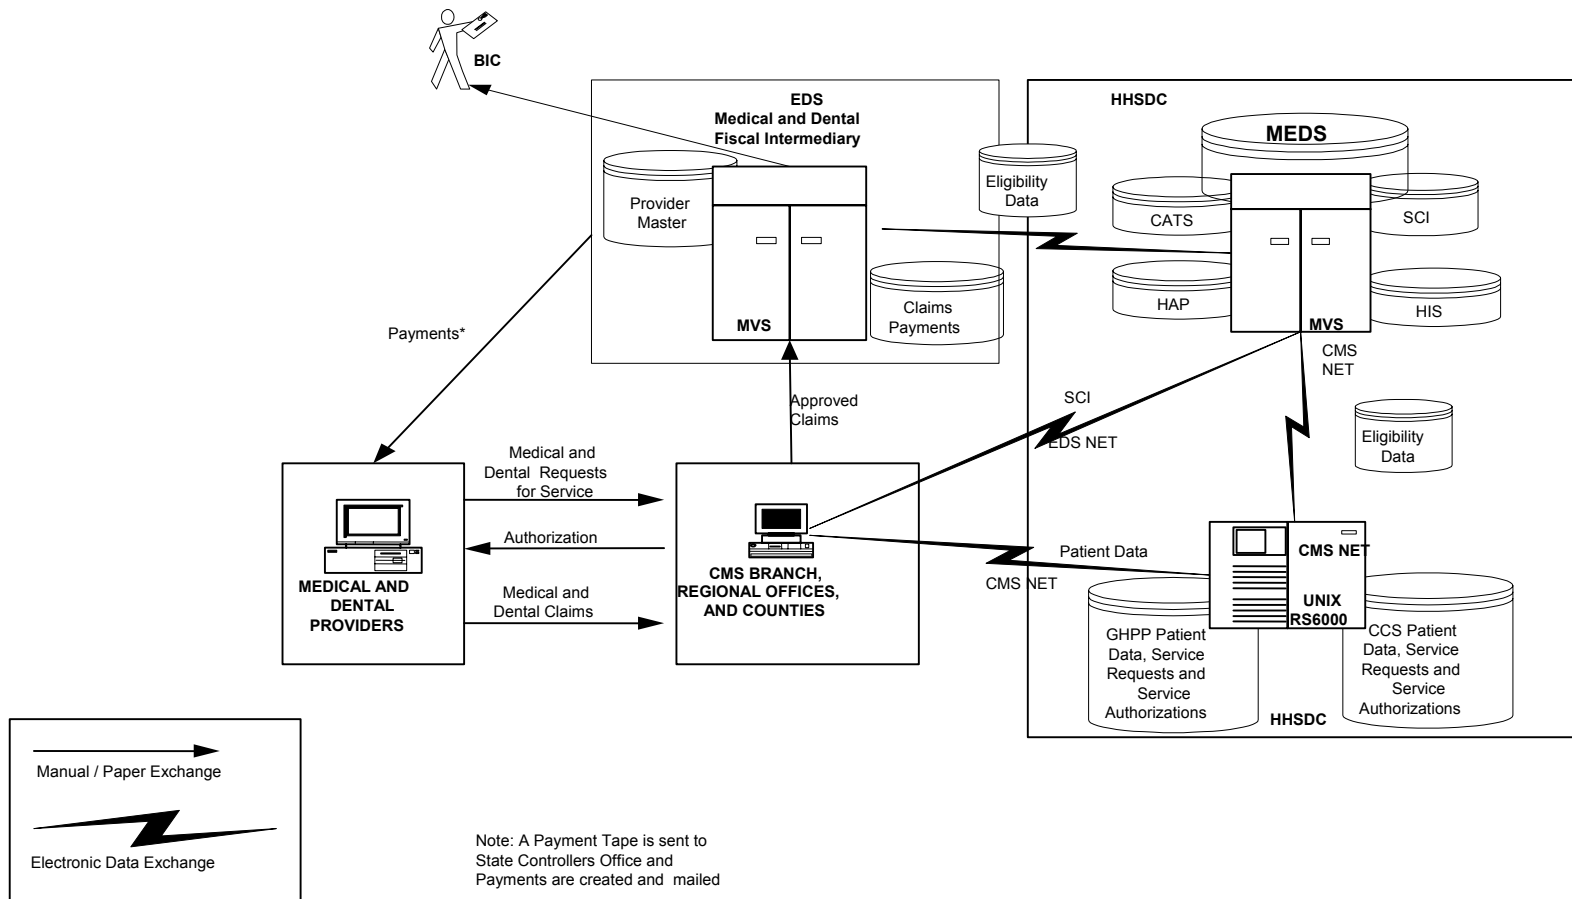 BIC
EDS
Medical and Dental
Fiscal Intermediary
Provider
Master
MVS
Claims
Payments
Eligibility
Data
HHSDC
MEDS
CATS
SCI
HAP
HIS
MVS
CMS
NET
Payments*
Approved
Claims
SCI
EDS NET
Eligibility
Data
Medical and
Dental Requests
for Service
Authorization
Medical and
Dental Claims
MEDICAL AND
DENTAL
PROVIDERS
CMS BRANCH,
REGIONAL OFFICES,
AND COUNTIES
Patient Data
CMS NET
CMS NET
UNIX
RS6000
GHPP Patient
Data, Service
Requests and
Service
Authorizations
CCS Patient
Data, Service
Requests and
Service
Authorizations
HHSDC
Manual / Paper Exchange
Electronic Data Exchange
Note: A Payment Tape is sent to
State Controllers Office and
Payments are created and mailed